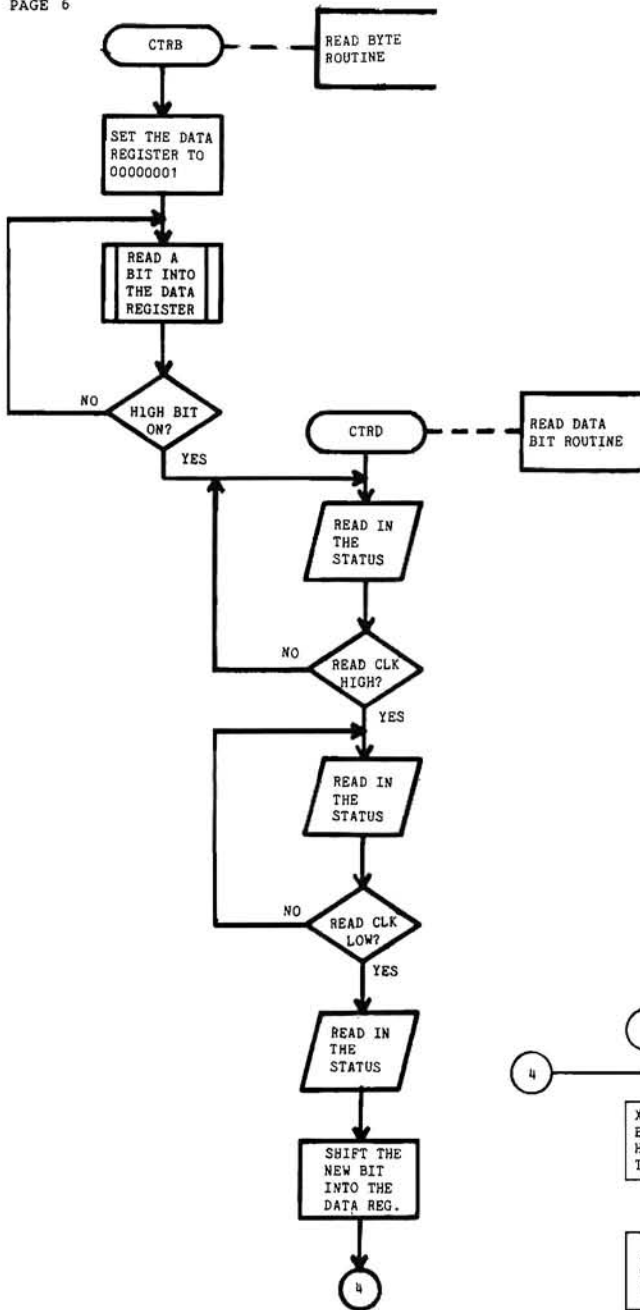 PAGE 6
CTRB
READ BYTE
ROUTINE
SET THE DATA
REGISTER TO
00000001
READ A
BIT INTO
THE DATA
REGISTER
NO
HIGH BIT
ON?
YES
CTRD
READ DATA
BIT ROUTINE
READ IN
THE
STATUS
NO
READ CLK
HIGH?
YES
READ IN
THE
STATUS
NO
READ CLK
LOW?
YES
READ IN
THE
STATUS
4
SHIFT THE
NEW BIT
INTO THE
DATA REG.
4